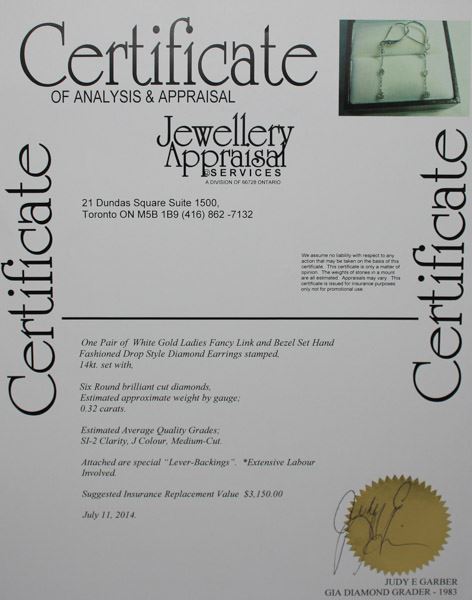 Certificate
OF ANALYSIS & APPRAISAL
Jewellery
Appraisal
@SERVICES
A DIVISION OF 66728 ONTARIO
21 Dundas Square Suite 1500,
Toronto ON M5B 1B9 (416) 862 -7132
Certificate
Certificate
We assume no liability with respect to any
action that may be taken on the basis of this
certificate. This certificate is only a matter of
opinion. The weights of stones in a mount
are all estimated. Appraisals may vary. This
certificate is issued for insurance purposes
only not for promotional use.
One Pair of White Gold Ladies Fancy Link and Bezel Set Hand
Fashioned Drop Style Diamond Earrings stamped,
14kt. set with,
Six Round brilliant cut diamonds,
Estimated approximate weight by gauge;
0.32 carats.
Estimated Average Quality Grades;
SI-2 Clarity, J Colour, Medium-Cut.
Attached are special “Lever-Backings”. *Extensive Labour
Involved.
Suggested Insurance Replacement Value $3,150.00
July 11, 2014.
JUDY E GARBER
GIA DIAMOND GRADER - 1983